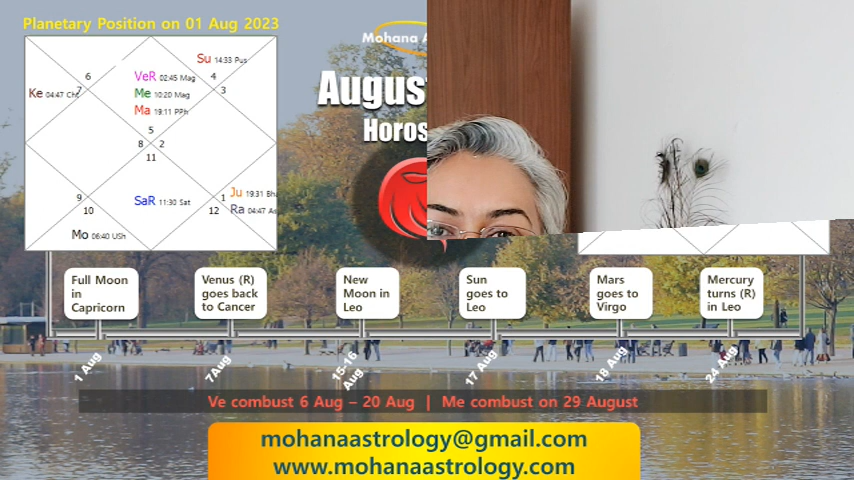 Planetary Position on 01 Aug 2023
Mohana A
Augus
Horos
Su 14:33 Pus
6
VeR 02:45 Mag
4
Ke 04:47 Ch
7
Me 10:20 Mag
3
Ma 19:11 PPh
5
8
2
11
9
SaR 11:30 Sat
1
Ju 19:31 Bh
10
12
Ra 04:47 As
Mo 06:40 USh
Full Moon
in
Capricorn
Venus (R)
goes back
to Cancer
New
Moon in
Leo
Sun
goes to
Leo
Mars
goes to
Virgo
Mercury
turns (R)
in Leo
1 Aug
7Aug
15-16
Aug
17 Aug
18 Aug
24 Aug
Ve combust 6 Aug – 20 Aug | Me combust on 29 August
mohanaastrology@gmail.com
www.mohanaastrology.com